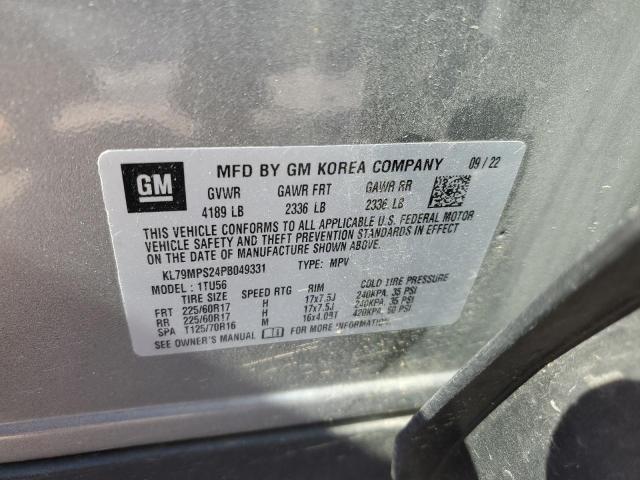 GM
MFD BY GM KOREA COMPANY 09/22
GVWR GAWR FRT GAWR RR
4189 LB 2336 LB 2336 LB
THIS VEHICLE CONFORMS TO ALL APPLICABLE U.S. FEDERAL MOTOR
VEHICLE SAFETY AND THEFT PREVENTION STANDARDS IN EFFECT
ON THE DATE OF MANUFACTURE SHOWN ABOVE.
KL79MPS24PB049331 TYPE: MPV
MODEL: 1TU56
TIRE SIZE SPEED RTG RIM COLD TIRE PRESSURE
FRT 225/60R17 H 17x7.5J 240KPA, 35 PSI
RR 225/60R17 H 17x7.5J 240KPA, 35 PSI
SPA T125/70R16 M 16x4.0BT 420KPA, 60 PSI
SEE OWNER'S MANUAL FOR MORE INFORMATION.